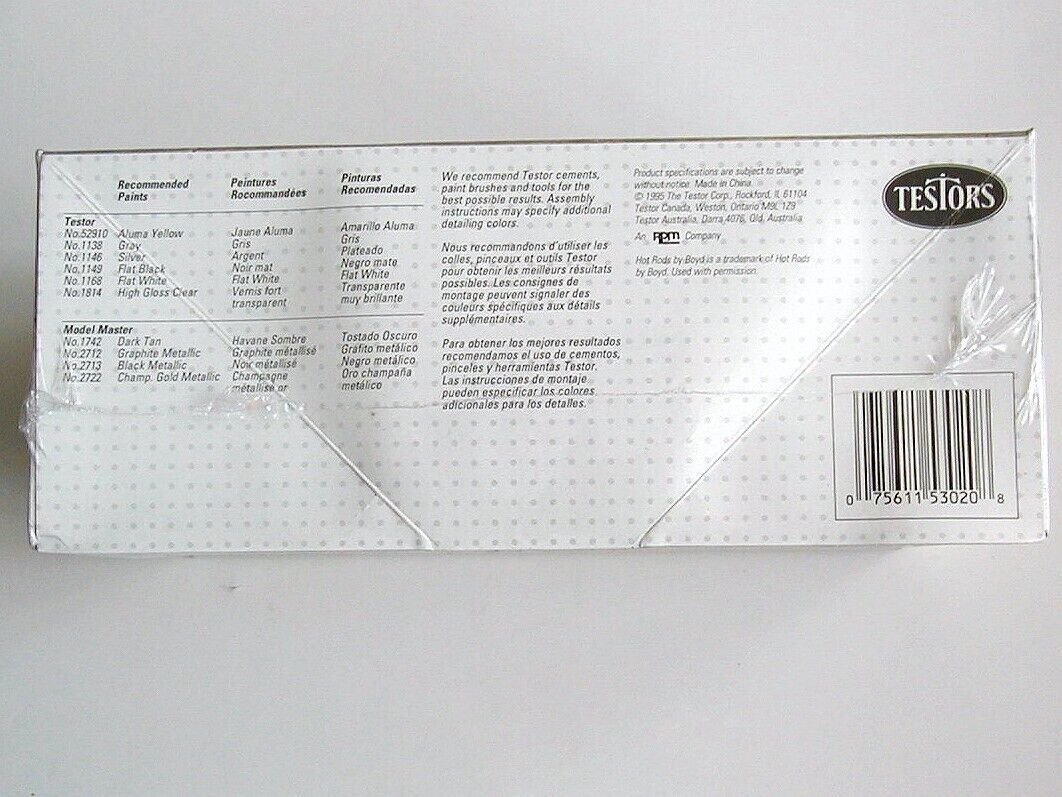 Recommended Paints
Peintures Rocommandées
Pinturas Recomendadas
Testor
No.52910 Aluma Yellow Jaune Aluma Amarillo Aluma
No.1138 Gray Gris Gris
No.1146 Silver Argent Plateado
No.1149 Flat Black Noir mat Negro mate
No.1168 Flat White Flat White Flat White
No.1814 High Gloss Clear Vernis fort Transparente
transparent muy brillante
Model Master
No.1742 Dark Tan Havane Sombre Tostado Oscuro
No.2712 Graphite Metallic Graphite métallisé Gráfito metálico
No.2713 Black Metallic Noir métallisé Negro metálico
No.2722 Champ. Gold Metallic Champagne Oro champaña
métallisé or metálico
We recommend Testor cements,
paint brushes and tools for the
best possible results. Assembly
instructions may specify additional
detailing colors.
Nous recommandons d'utiliser les
colles, pinceaux et outils Testor
pour obtenir les meilleurs résultats
possibles. Les consignes de
montage peuvent signaler des
couleurs spécifiques aux détails
supplémentaires.
Para obtener los mejores resultados
recomendamos el uso de cementos,
pinceles y herramientas Testor.
Las instrucciones de montaje
pueden especificar los colores
adicionales para los detalles.
Product specifications are subject to change
without notice. Made in China.
© 1995 The Testor Corp., Rockford, IL 61104
Testor Canada, Weston, Ontario M9L 1Z9
Testor Australia, Darra 4076, Qld, Australia
An RPM Company
Hot Rods by Boyd is a trademark of Hot Rods
by Boyd. Used with permission.
TESTORS
0 75611 53020 8